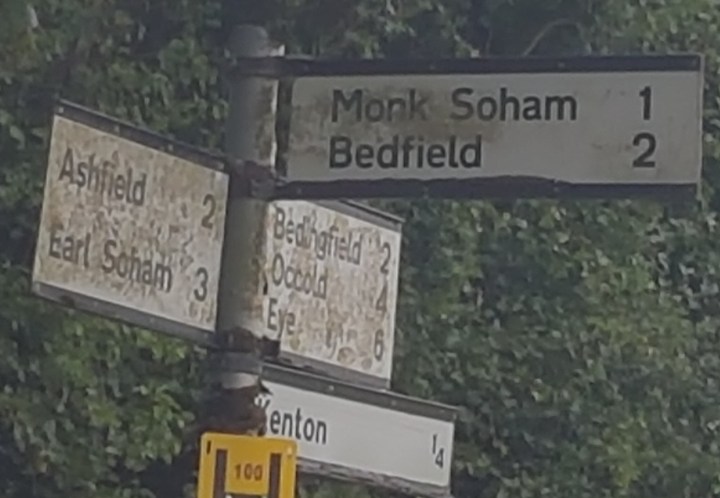 Monk Soham 1
Bedfield 2
Ashfield 2
Earl Soham 3
Bedingfield 2
Occold 4
Eye 6
Kenton 1/4
100